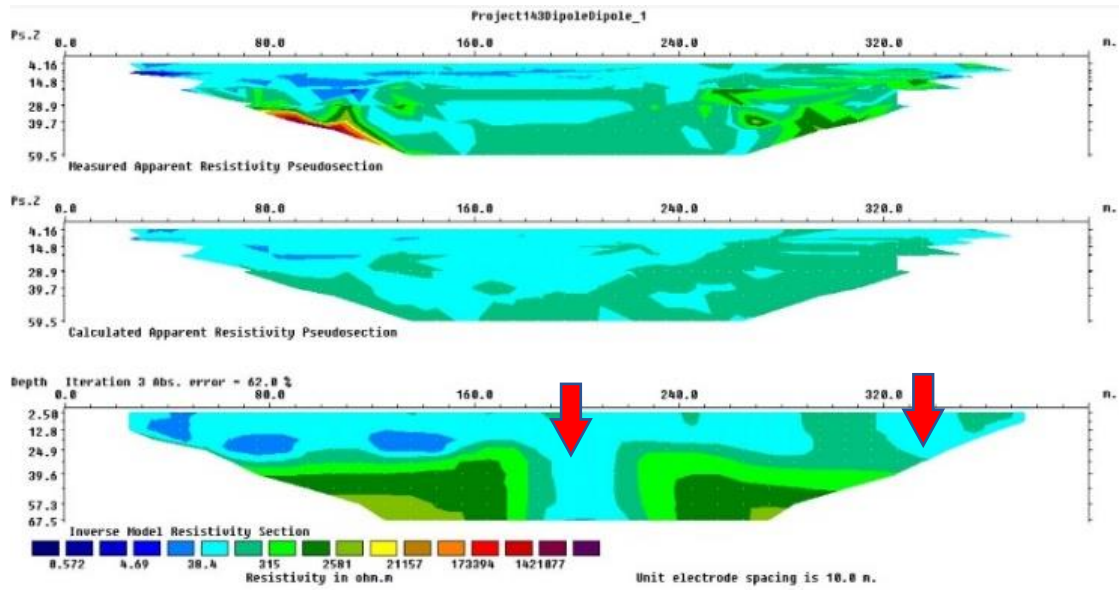 Project143DipoleDipole_1
Ps.Z 0.0 80.0 160.0 240.0 320.0 m.
4.16
14.8
28.9
39.7
59.5
Measured Apparent Resistivity Pseudosection
Ps.Z 0.0 80.0 160.0 240.0 320.0 m.
4.16
14.8
28.9
39.7
59.5
Calculated Apparent Resistivity Pseudosection
Depth Iteration 3 Abs. error = 62.0 %
0.0 80.0 160.0 240.0 320.0 m.
2.50
12.8
24.9
39.6
57.3
67.5
Inverse Model Resistivity Section
0.572 4.69 38.4 315 2581 21157 173394 1421077
Resistivity in ohm.m Unit electrode spacing is 10.0 m.